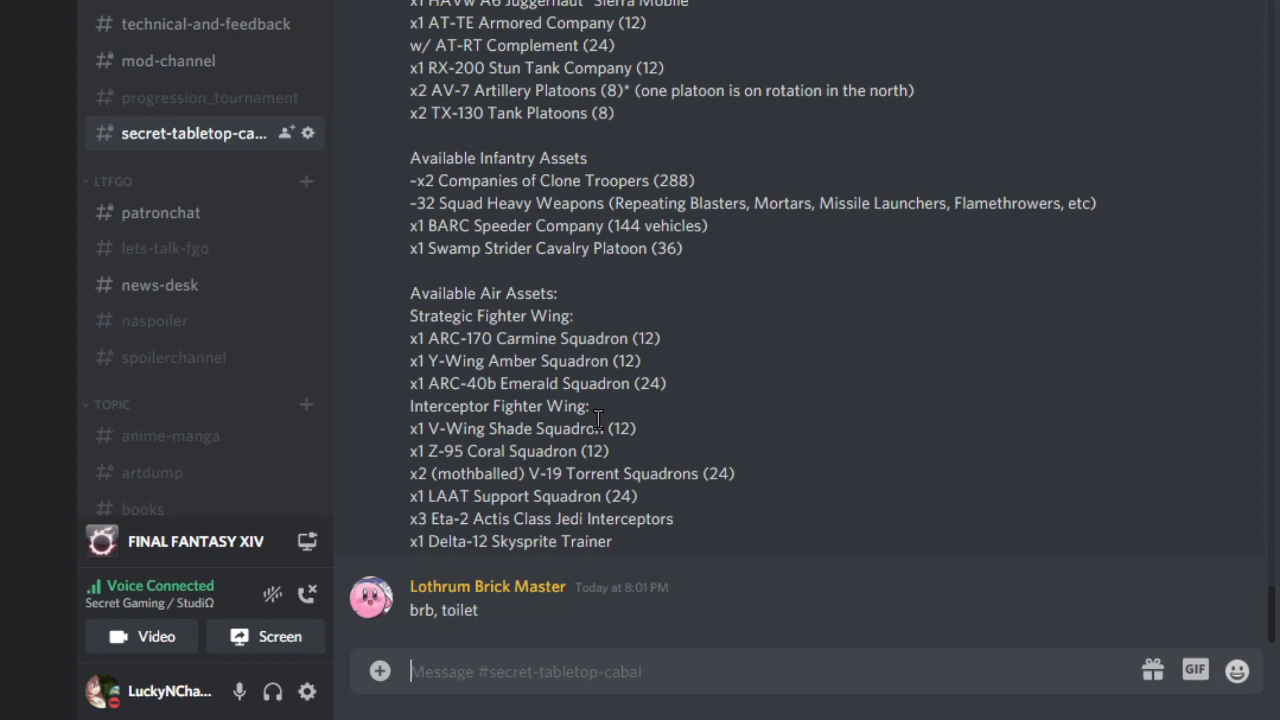 technical-and-feedback
mod-channel
progression_tournament
secret-tabletop-ca...
LTFGO
patronchat
lets-talk-fgo
news-desk
naspoiler
spoilerchannel
TOPIC
anime-manga
artdump
books
FINAL FANTASY XIV
Voice Connected
Secret Gaming / StudiΩ
Video
Screen
LuckyNCha...
x1 HAVw A6 Juggernaut "Sierra Mobile"
x1 AT-TE Armored Company (12)
w/ AT-RT Complement (24)
x1 RX-200 Stun Tank Company (12)
x2 AV-7 Artillery Platoons (8)* (one platoon is on rotation in the north)
x2 TX-130 Tank Platoons (8)
Available Infantry Assets
~x2 Companies of Clone Troopers (288)
~32 Squad Heavy Weapons (Repeating Blasters, Mortars, Missile Launchers, Flamethrowers, etc)
x1 BARC Speeder Company (144 vehicles)
x1 Swamp Strider Cavalry Platoon (36)
Available Air Assets:
Strategic Fighter Wing:
x1 ARC-170 Carmine Squadron (12)
x1 Y-Wing Amber Squadron (12)
x1 ARC-40b Emerald Squadron (24)
Interceptor Fighter Wing:
x1 V-Wing Shade Squadron (12)
x1 Z-95 Coral Squadron (12)
x2 (mothballed) V-19 Torrent Squadrons (24)
x1 LAAT Support Squadron (24)
x3 Eta-2 Actis Class Jedi Interceptors
x1 Delta-12 Skysprite Trainer
Lothrum Brick Master Today at 8:01 PM
brb, toilet
Message #secret-tabletop-cabal
GIF